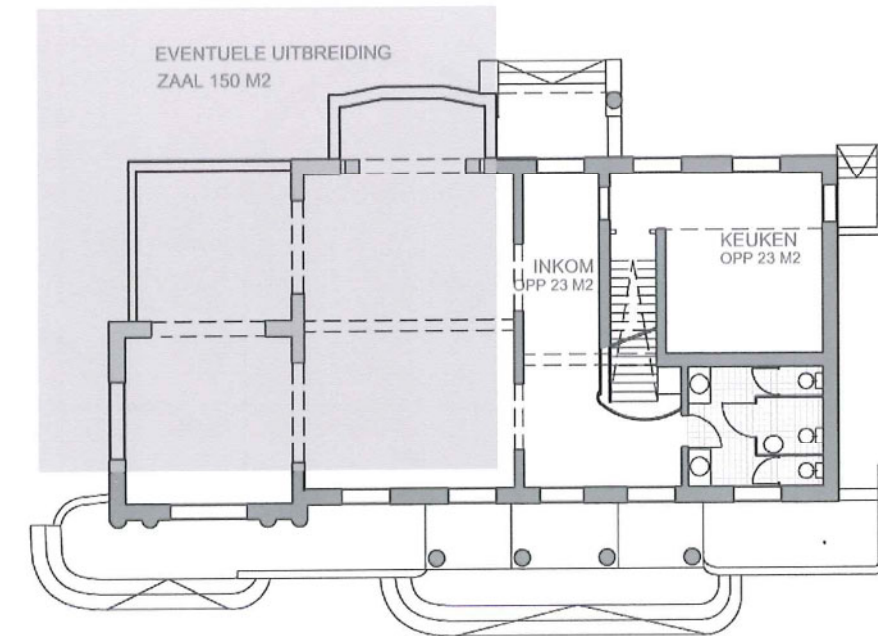 EVENTUELE UITBREIDING
ZAAL 150 M2
INKOM
OPP 23 M2
KEUKEN
OPP 23 M2